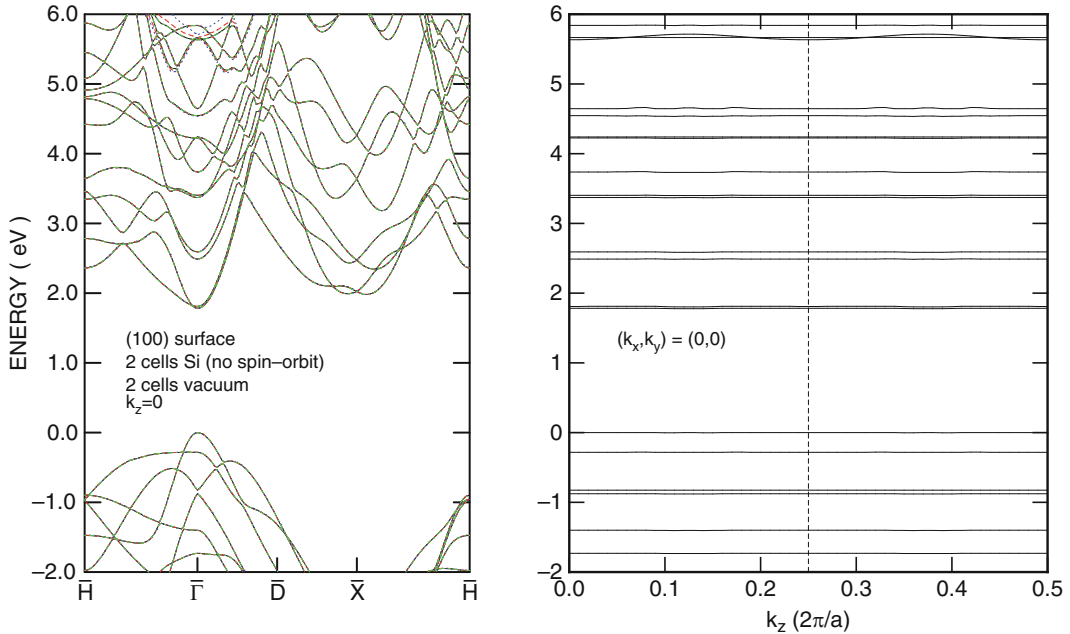 6.0
5.0
4.0
3.0
2.0
1.0
0.0
−1.0
−2.0
ENERGY ( eV )
(100) surface
2 cells Si (no spin−orbit)
2 cells vacuum
k_z=0
H̅ Γ̅ D̅ X̅ H̅
6
5
4
3
2
1
0
−1
−2
(k_x,k_y) = (0,0)
0.0 0.1 0.2 0.3 0.4 0.5
k_z (2π/a)